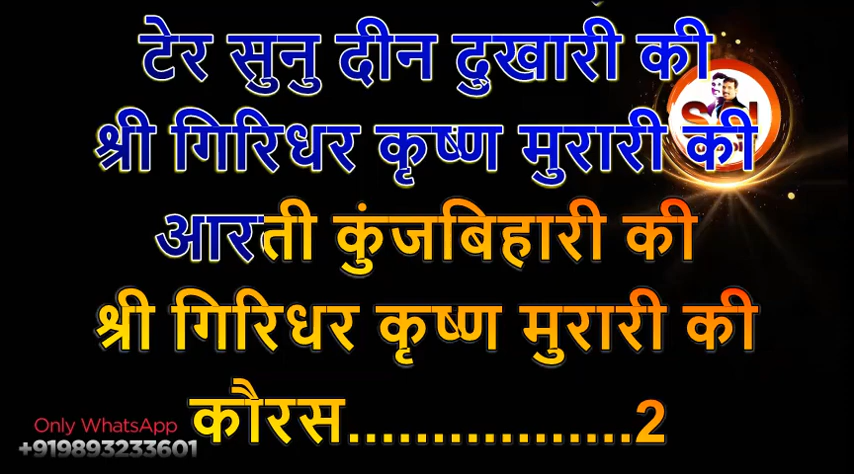 टेर सुनु दीन दुखारी की
श्री गिरिधर कृष्ण मुरारी की
आरती कुंजबिहारी की
श्री गिरिधर कृष्ण मुरारी की
कौरस.................2
Only WhatsApp
+919893233601